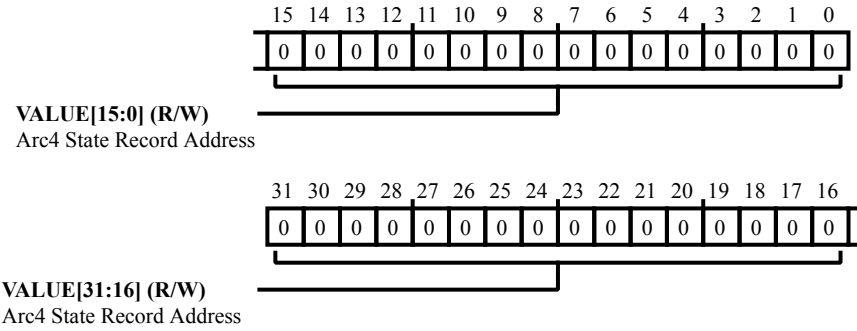 15 14 13 12 11 10 9 8 7 6 5 4 3 2 1 0
0 0 0 0 0 0 0 0 0 0 0 0 0 0 0 0
VALUE[15:0] (R/W)
Arc4 State Record Address
31 30 29 28 27 26 25 24 23 22 21 20 19 18 17 16
0 0 0 0 0 0 0 0 0 0 0 0 0 0 0 0
VALUE[31:16] (R/W)
Arc4 State Record Address